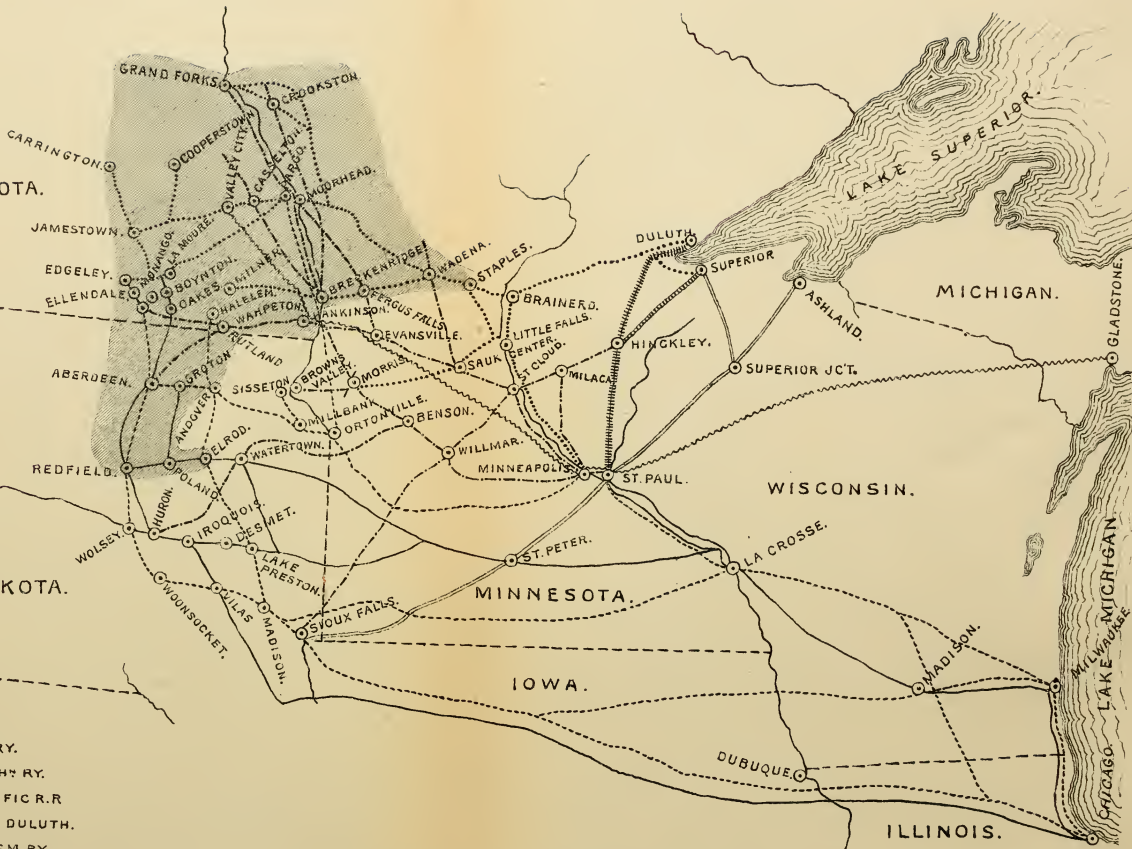 GRAND FORKS
CROOKSTON.
CARRINGTON.
COOPERSTOWN
VALLEY CITY.
CASSELTON.
FARGO.
MOORHEAD.
OTA.
JAMESTOWN.
LA MOURE.
MONANGO.
EDGELEY.
BOYNTON.
MILNER.
ELLENDALE.
OAKES.
WAHPETON.
HANKINSON.
BRECKENRIDGE.
FERGUS FALLS.
WADENA.
STAPLES.
BRAINERD.
DULUTH.
SUPERIOR
LAKE SUPERIOR.
ASHLAND.
MICHIGAN.
GLADSTONE.
RUTLAND
EVANSVILLE.
LITTLE FALLS.
SAUK CENTER.
ST. CLOUD.
MILACA
HINCKLEY.
SUPERIOR JC'T.
ABERDEEN.
GROTON
ANDOVER.
SISSETON
BROWNS VALLEY.
MORRIS.
MILLBANK
ORTONVILLE.
BENSON.
WILLMAR.
MINNEAPOLIS
ST. PAUL.
WISCONSIN.
REDFIELD.
POLAND.
ELROD.
WATERTOWN.
WOLSEY.
HURON.
IROQUOIS.
DESMET.
LAKE PRESTON.
ST. PETER.
LA CROSSE.
KOTA.
WOONSOCKET.
VILAS
MADISON.
SIOUX FALLS.
MINNESOTA.
IOWA.
MADISON.
MILWAUKEE
LAKE MICHIGAN
DUBUQUE.
CHICAGO.
ILLINOIS.
RY.
RY.
FIC R.R
DULUTH.